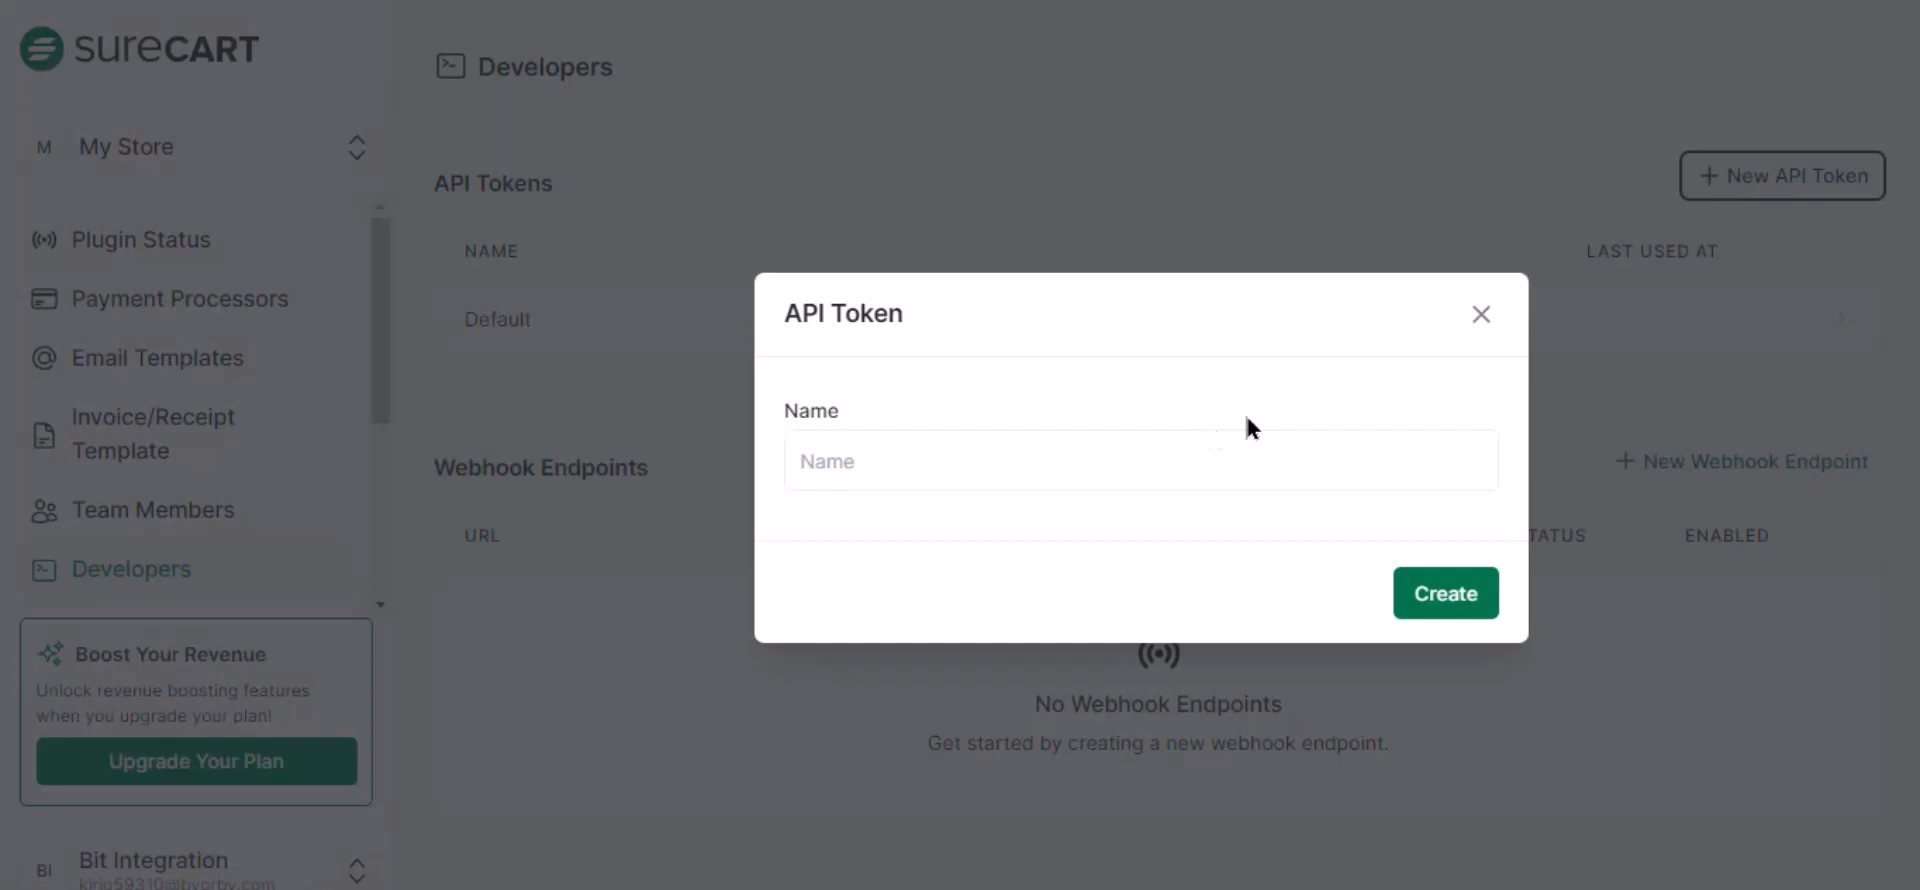 sureCART
M My Store
Plugin Status
Payment Processors
Email Templates
Invoice/Receipt
Template
Team Members
Developers
Boost Your Revenue
Unlock revenue boosting features
when you upgrade your plan!
Upgrade Your Plan
BI Bit Integration
Developers
API Tokens
+ New API Token
NAME
LAST USED AT
Default
Webhook Endpoints
+ New Webhook Endpoint
URL
TATUS
ENABLED
No Webhook Endpoints
Get started by creating a new webhook endpoint.
API Token
Name
Name
Create